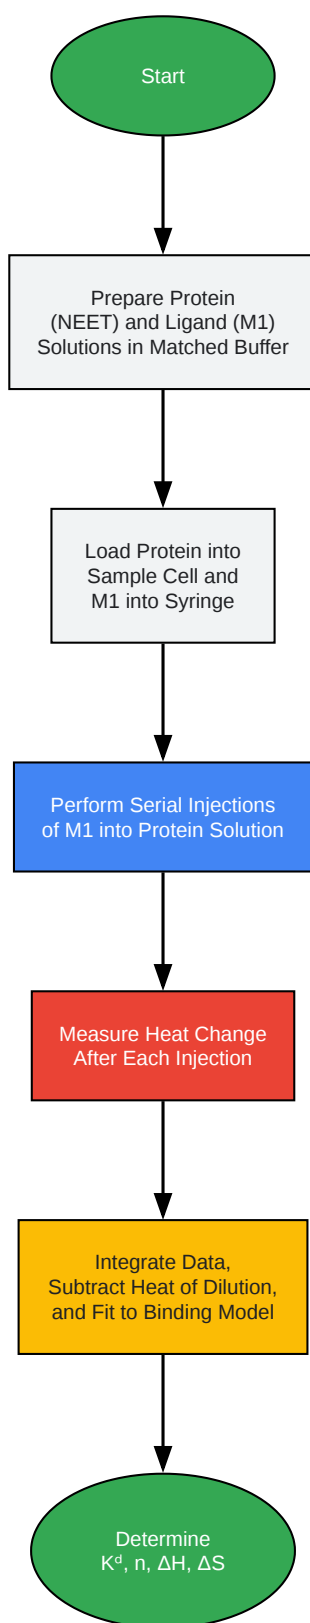 Start
Prepare Protein
(NEET) and Ligand (M1)
Solutions in Matched Buffer
Load Protein into
Sample Cell and
M1 into Syringe
Perform Serial Injections
of M1 into Protein Solution
Measure Heat Change
After Each Injection
Integrate Data,
Subtract Heat of Dilution,
and Fit to Binding Model
Determine
Kᵈ, n, ΔH, ΔS